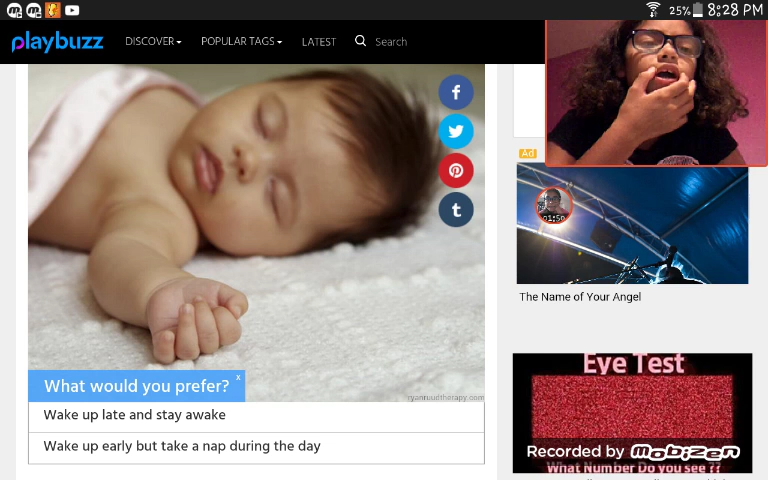 25% 8:28 PM
playbuzz DISCOVER POPULAR TAGS LATEST Search
f
t
Ad
01:50
The Name of Your Angel
ryanruudtherapy.com
What would you prefer? x
Wake up late and stay awake
Wake up early but take a nap during the day
Eye Test
Recorded by mobizen
What Number Do you see ??